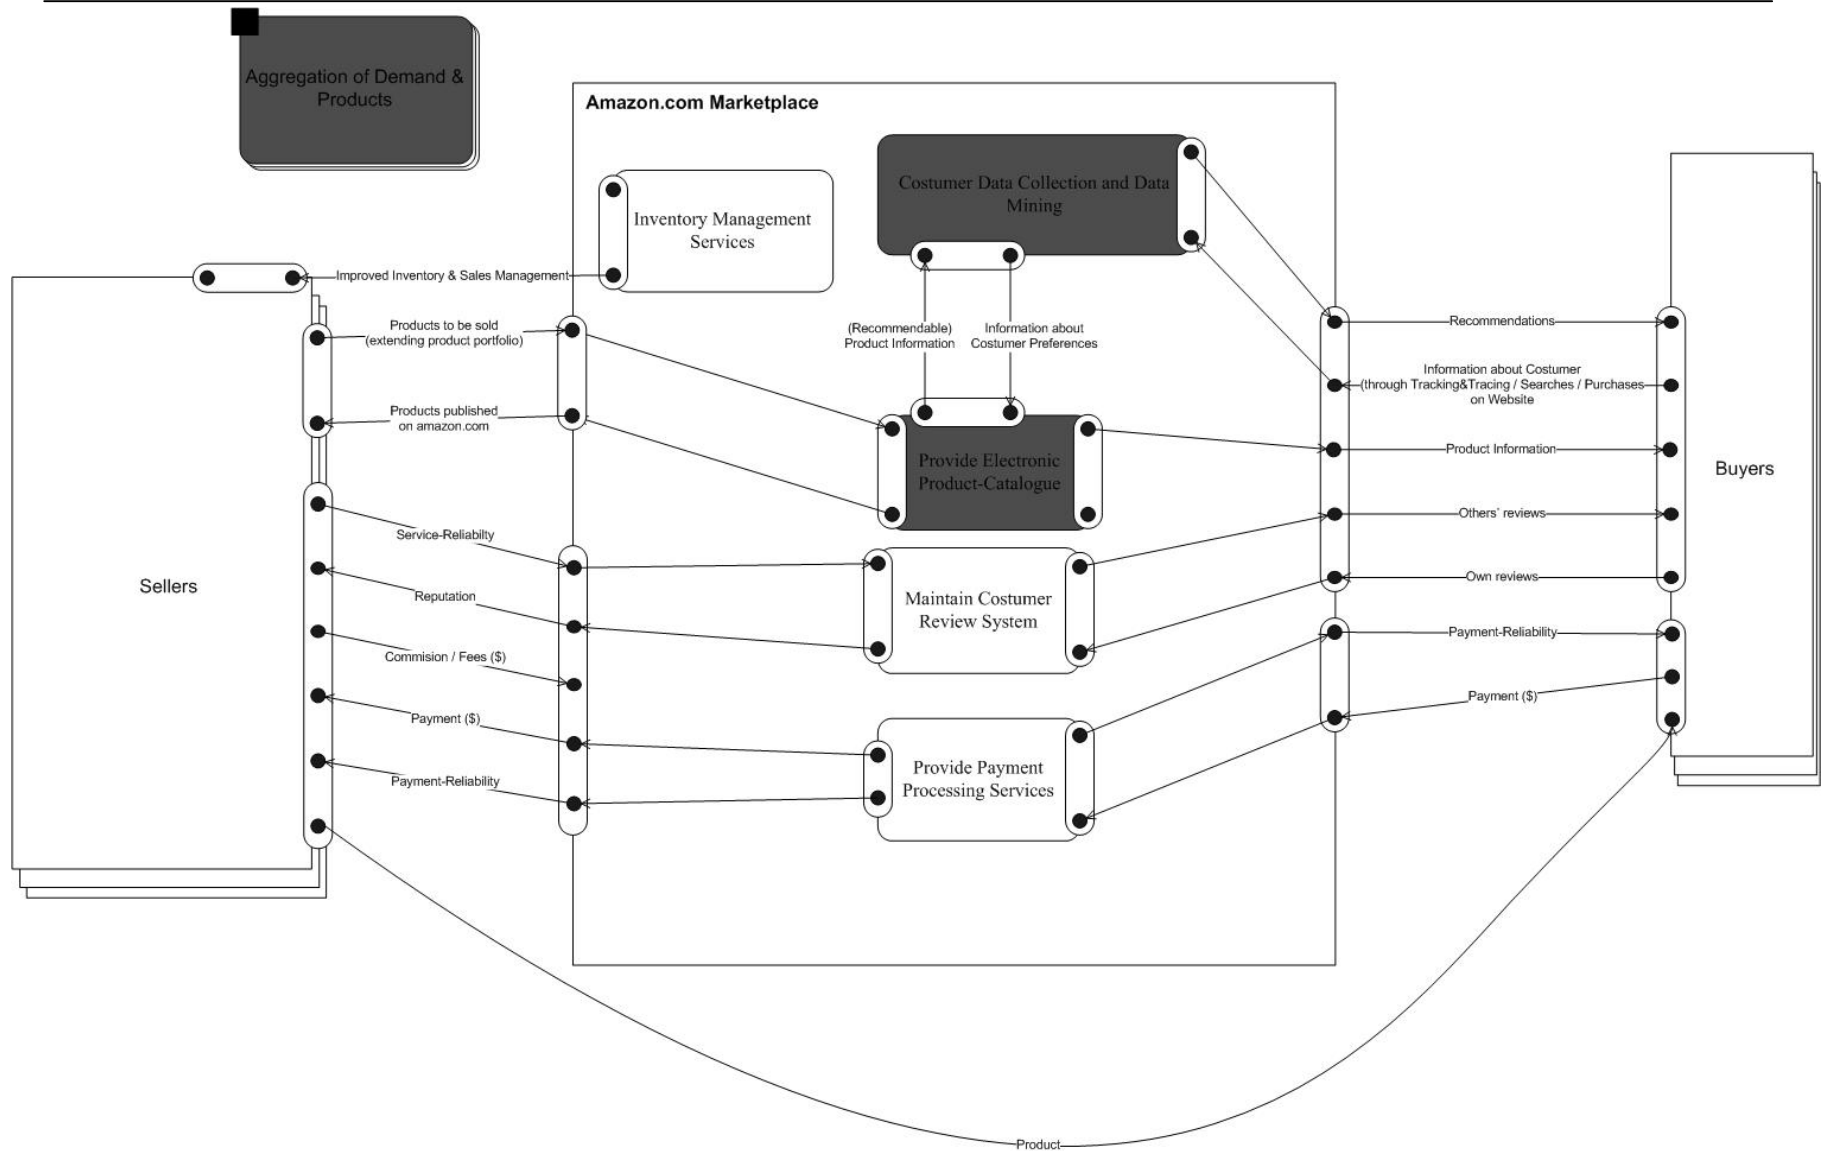 Aggregation of Demand &
Products
Amazon.com Marketplace
Costumer Data Collection and Data
Mining
Inventory Management
Services
Improved Inventory & Sales Management
Products to be sold
(extending product portfolio)
(Recommendable)
Product Information
Information about
Costumer Preferences
Recommendations
Information about Costumer
(through Tracking&Tracing / Searches / Purchases
on Website
Products published
on amazon.com
Provide Electronic
Product-Catalogue
Product Information
Buyers
Others' reviews
Service-Reliabilty
Sellers
Reputation
Maintain Costumer
Review System
Own reviews
Commision / Fees ($)
Payment-Reliability
Payment ($)
Payment ($)
Provide Payment
Processing Services
Payment-Reliability
Product